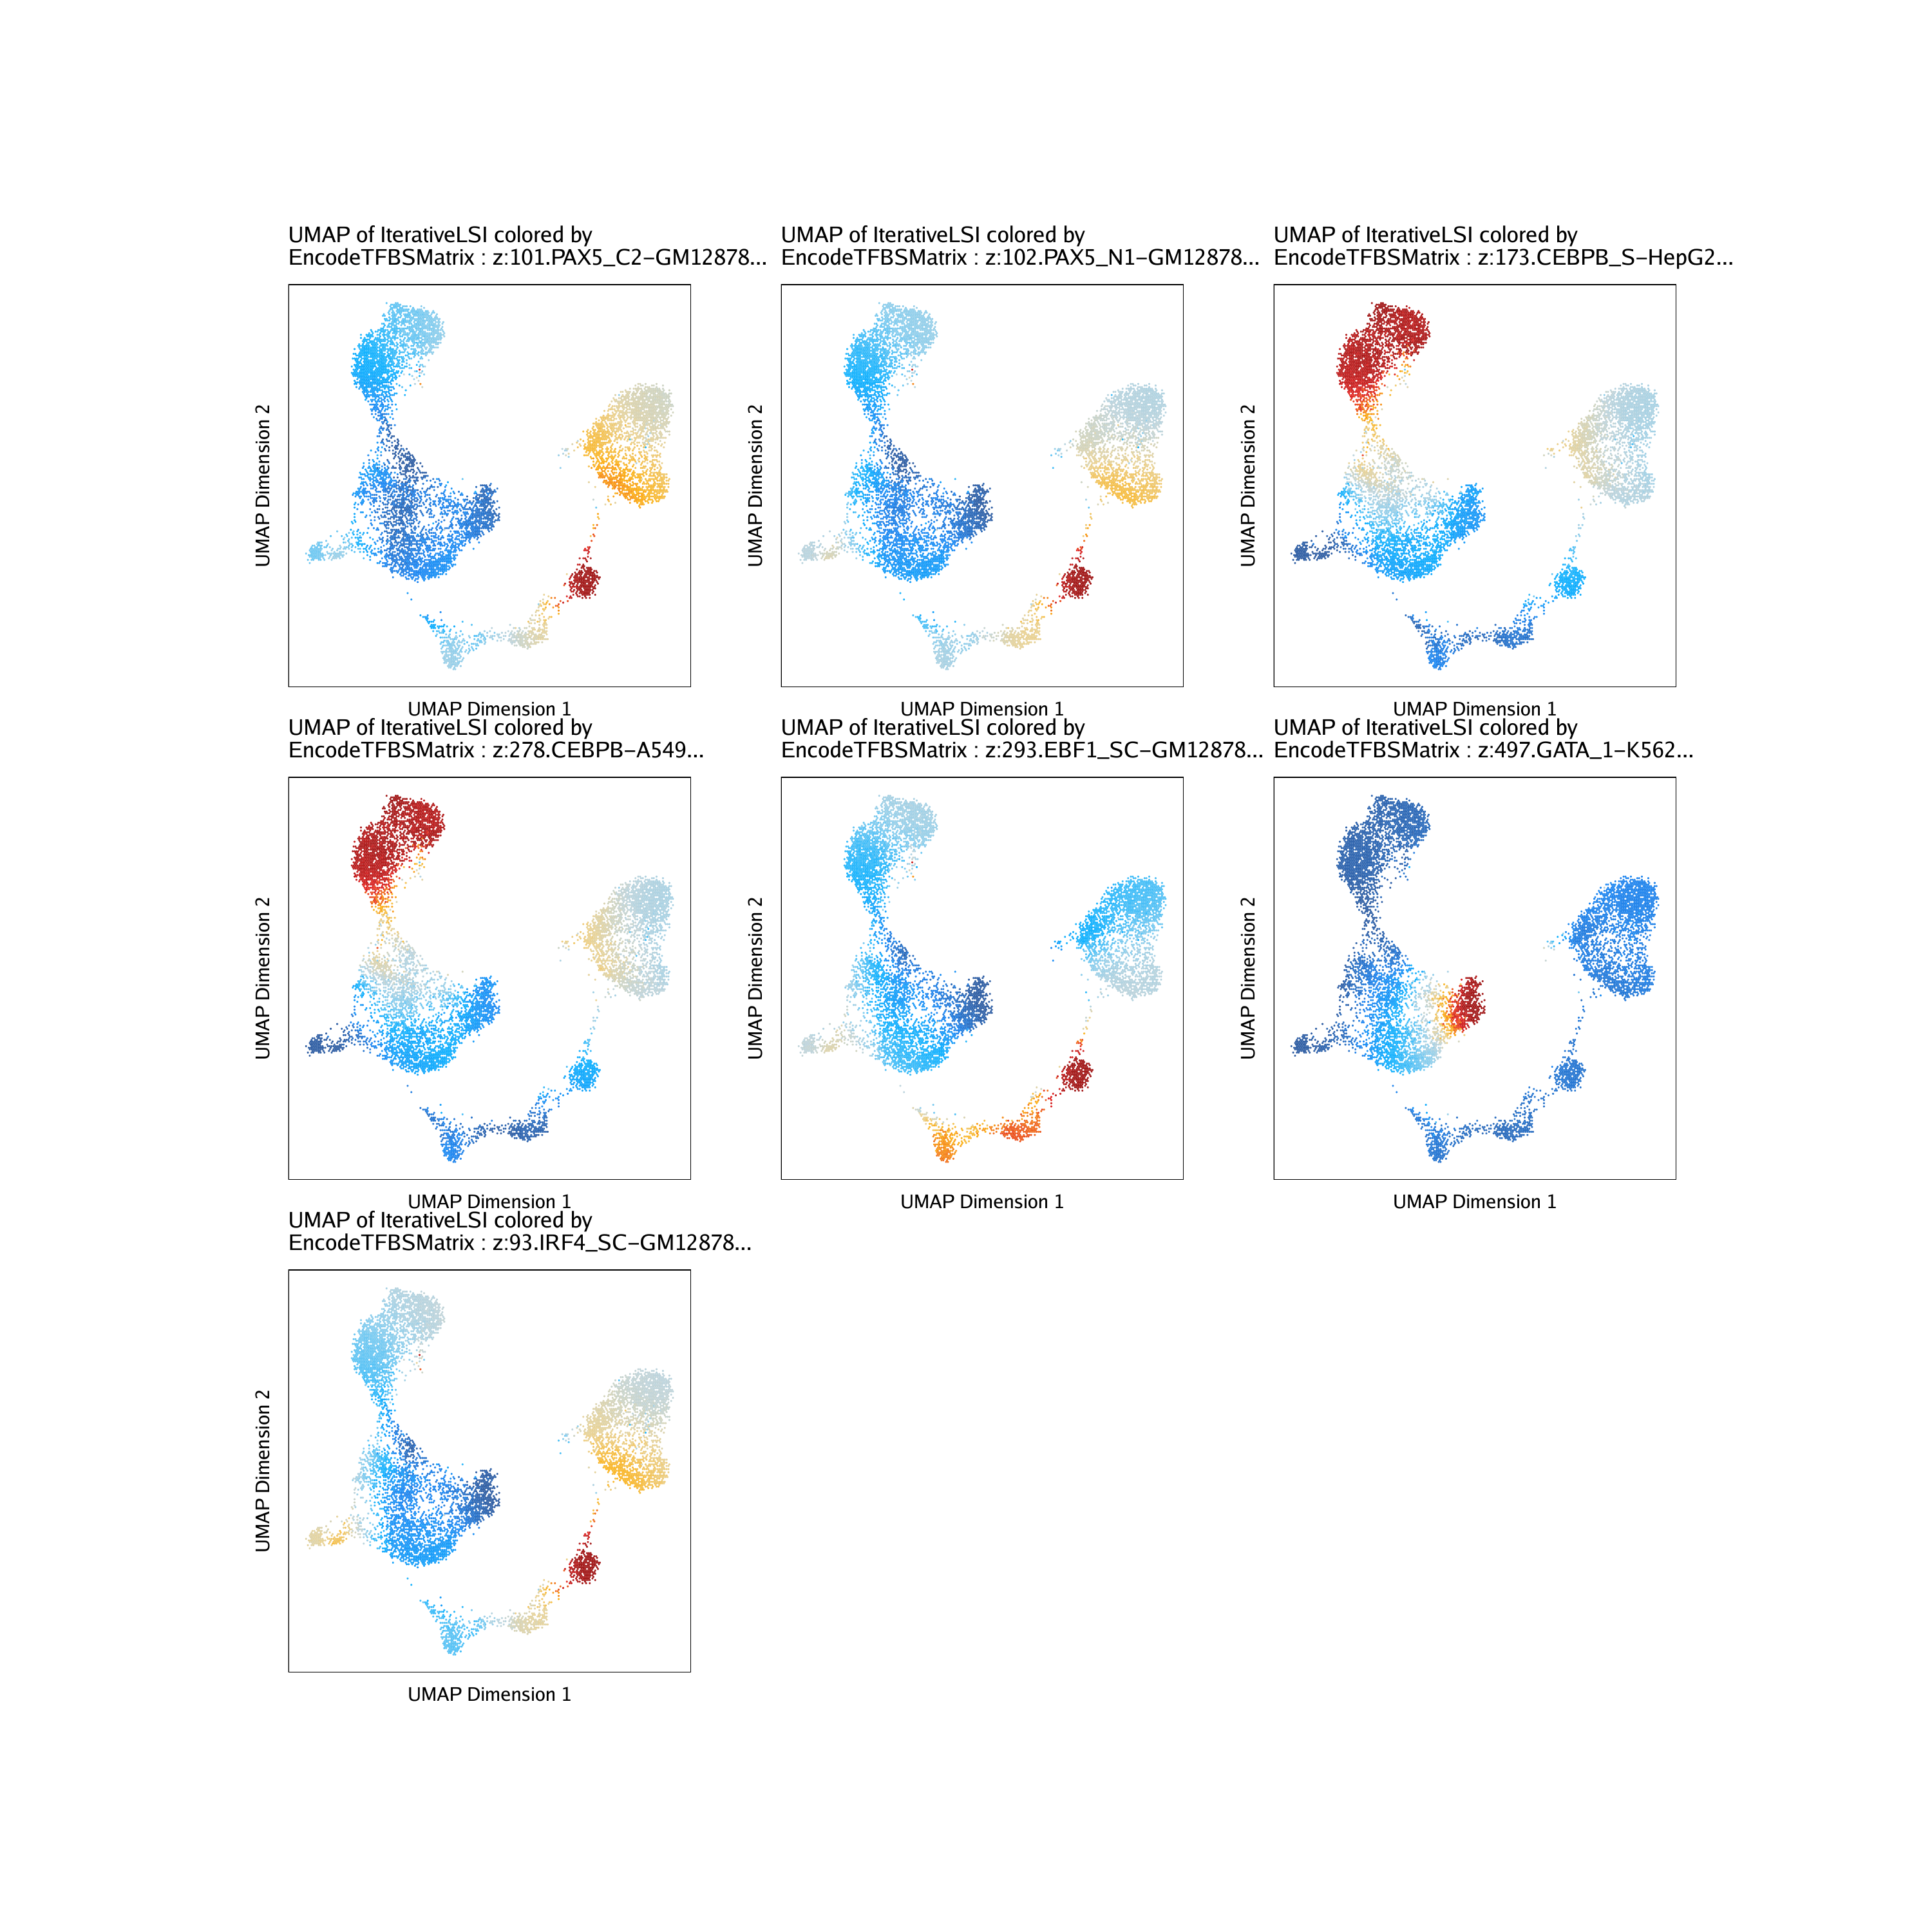 UMAP of IterativeLSI colored by
EncodeTFBSMatrix : z:101.PAX5_C2−GM12878...
UMAP Dimension 2
UMAP Dimension 1
UMAP of IterativeLSI colored by
EncodeTFBSMatrix : z:102.PAX5_N1−GM12878...
UMAP Dimension 2
UMAP Dimension 1
UMAP of IterativeLSI colored by
EncodeTFBSMatrix : z:173.CEBPB_S−HepG2...
UMAP Dimension 2
UMAP Dimension 1
UMAP of IterativeLSI colored by
EncodeTFBSMatrix : z:278.CEBPB−A549...
UMAP Dimension 2
UMAP Dimension 1
UMAP of IterativeLSI colored by
EncodeTFBSMatrix : z:293.EBF1_SC−GM12878...
UMAP Dimension 2
UMAP Dimension 1
UMAP of IterativeLSI colored by
EncodeTFBSMatrix : z:497.GATA_1−K562...
UMAP Dimension 2
UMAP Dimension 1
UMAP of IterativeLSI colored by
EncodeTFBSMatrix : z:93.IRF4_SC−GM12878...
UMAP Dimension 2
UMAP Dimension 1